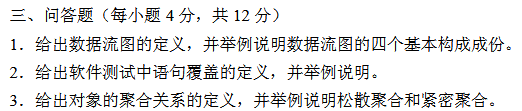 三、问答题（每小题 4 分，共 12 分）
1．给出数据流图的定义，并举例说明数据流图的四个基本构成成份。
2．给出软件测试中语句覆盖的定义，并举例说明。
3．给出对象的聚合关系的定义，并举例说明松散聚合和紧密聚合。